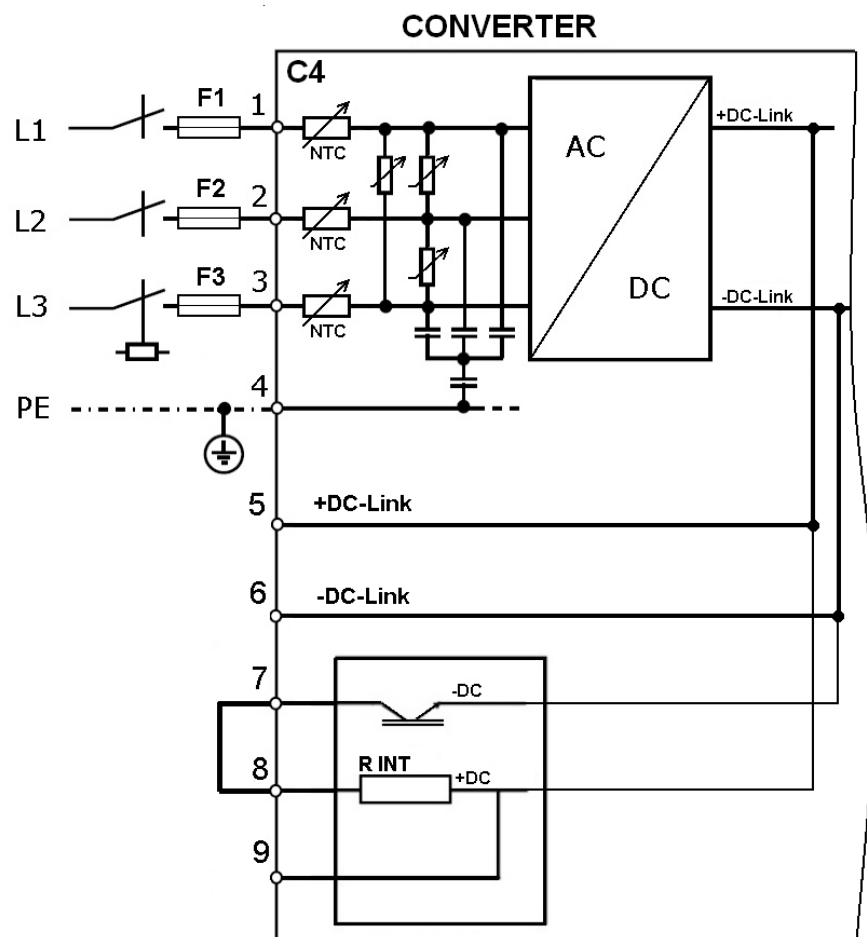 CONVERTER
C4
L1
F1
1
NTC
AC
+DC-Link
L2
F2
2
NTC
L3
F3
3
NTC
DC
-DC-Link
PE
4
5
+DC-Link
6
-DC-Link
7
-DC
8
R INT
+DC
9